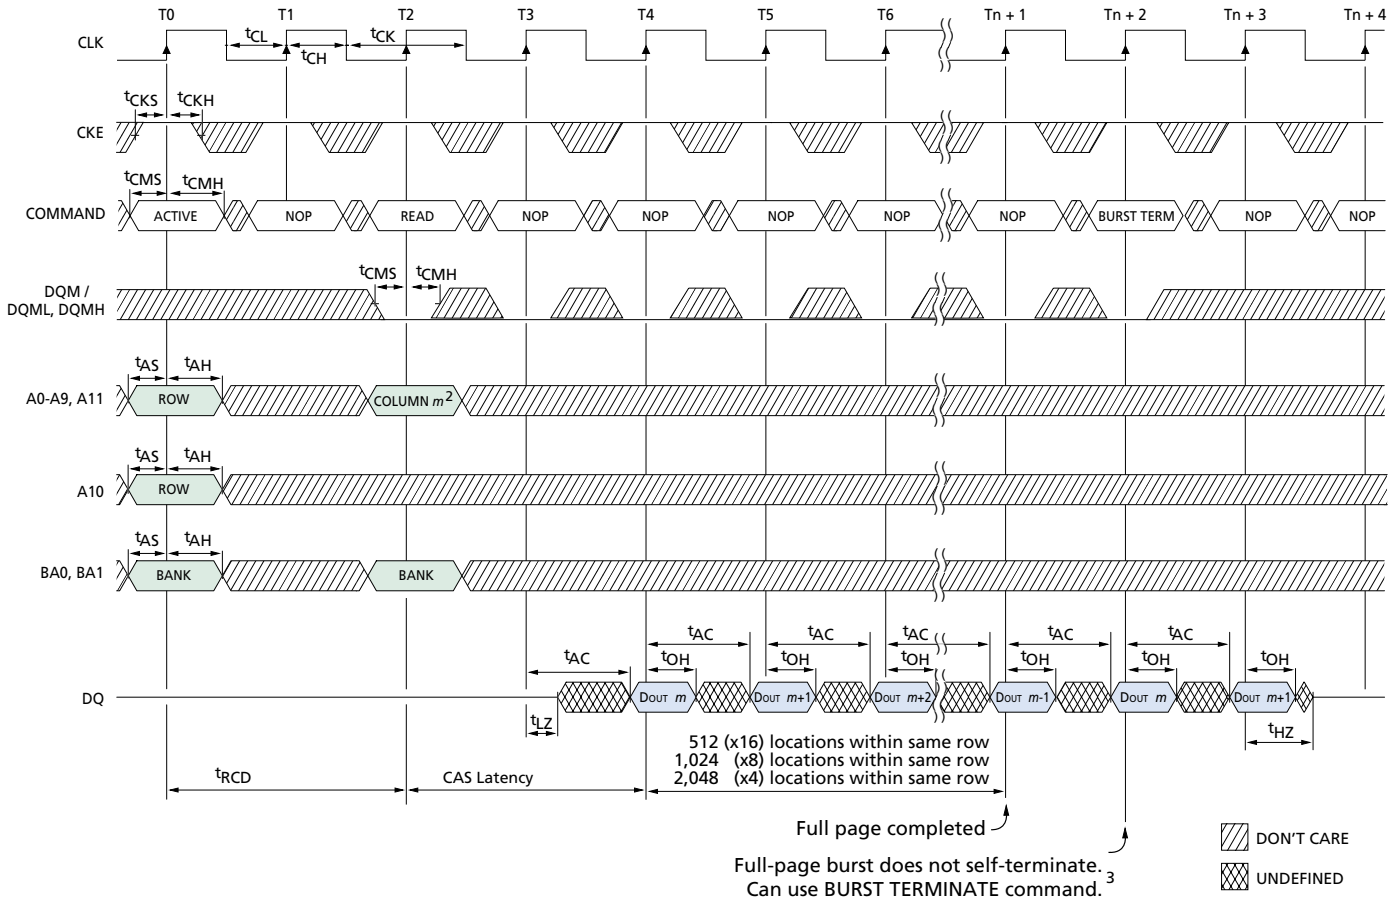 T0 T1 T2 T3 T4 T5 T6 Tn + 1 Tn + 2 Tn + 3 Tn + 4
CLK tCL tCH tCK
tCKS tCKH
CKE
tCMS tCMH
COMMAND ACTIVE NOP READ NOP NOP NOP NOP NOP BURST TERM NOP NOP
tCMS tCMH
DQM /
DQML, DQMH
tAS tAH
A0-A9, A11 ROW COLUMN m2
tAS tAH
A10 ROW
tAS tAH
BA0, BA1 BANK BANK
tAC tAC tAC tAC tAC tAC
tOH tOH tOH tOH tOH tOH
DQ DOUT m DOUT m+1 DOUT m+2 DOUT m-1 DOUT m DOUT m+1
tLZ tHZ
512 (x16) locations within same row
1,024 (x8) locations within same row
2,048 (x4) locations within same row
tRCD CAS Latency
Full page completed
Full-page burst does not self-terminate.
Can use BURST TERMINATE command. 3
DON'T CARE
UNDEFINED